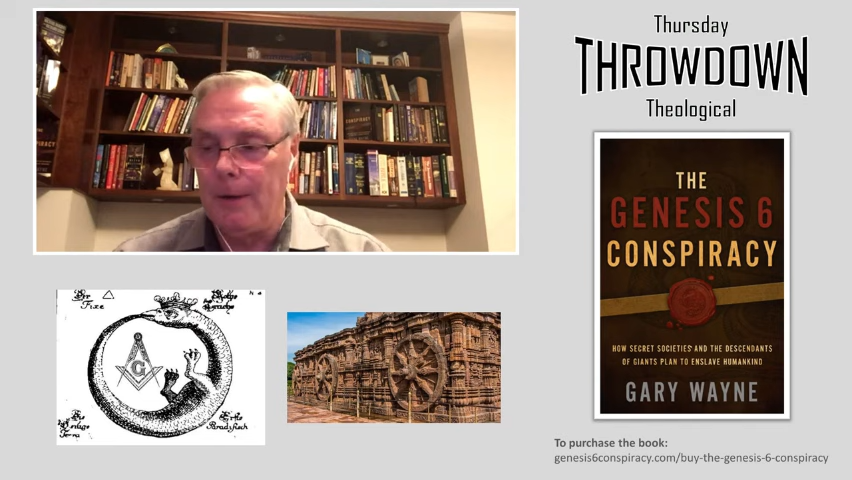 Thursday
THROWDOWN
Theological
THE
GENESIS 6
CONSPIRACY
HOW SECRET SOCIETIES AND THE DESCENDANTS
OF GIANTS PLAN TO ENSLAVE HUMANKIND
GARY WAYNE
To purchase the book:
genesis6conspiracy.com/buy-the-genesis-6-conspiracy
Fixe
G